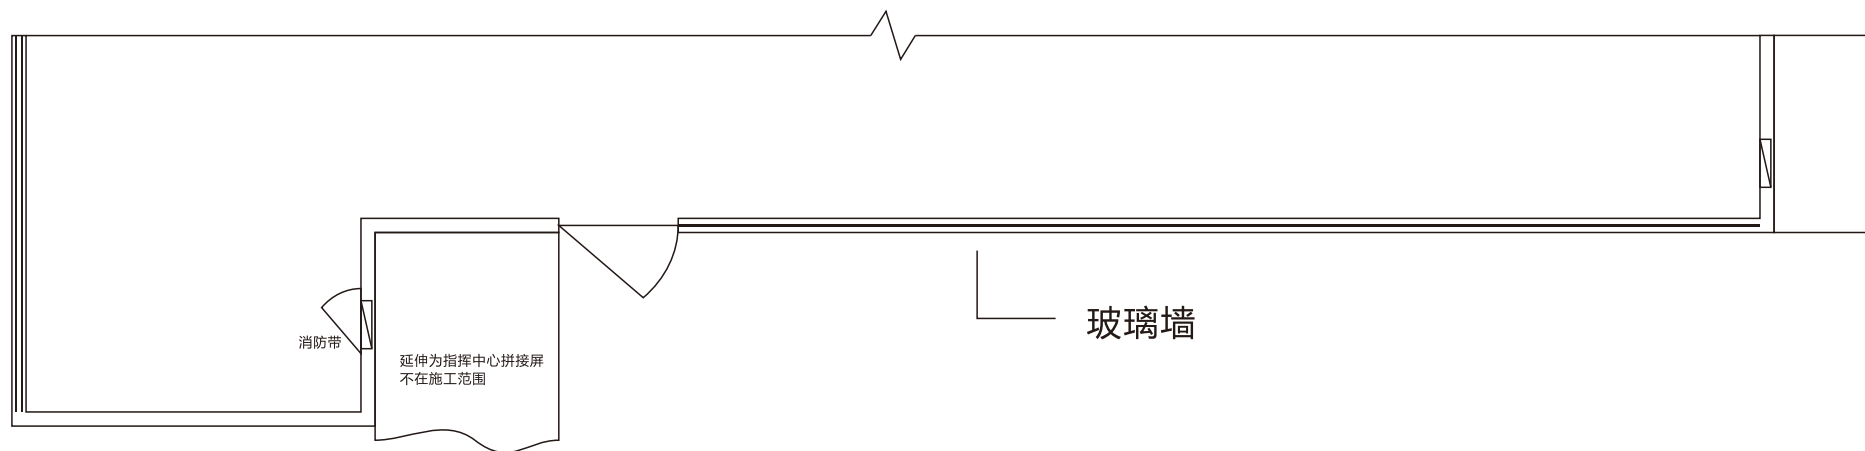 玻璃墙
消防带
延伸为指挥中心拼接屏
不在施工范围